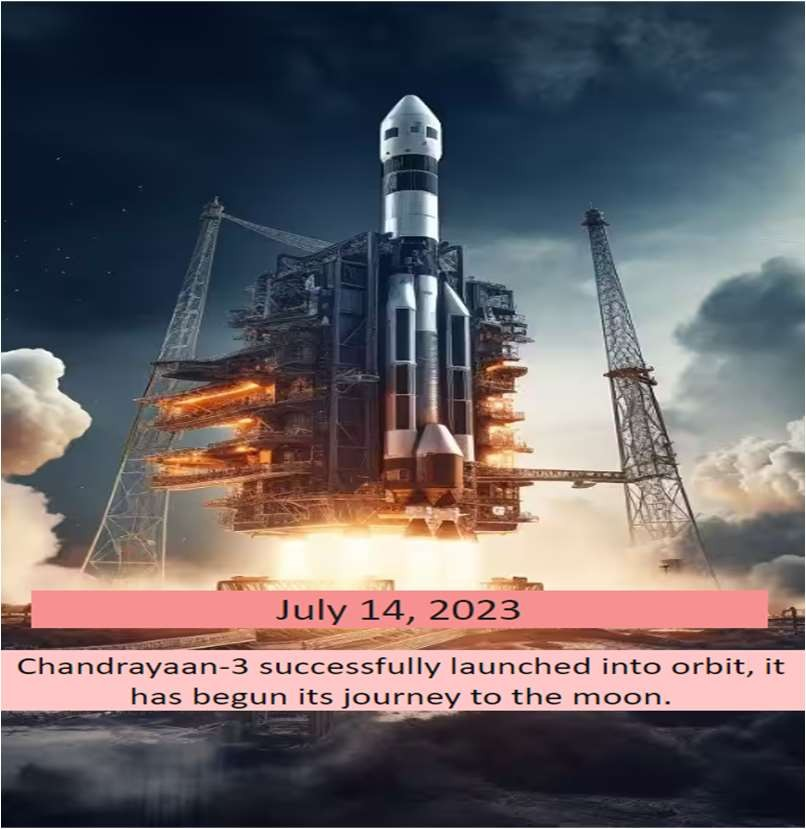 July 14, 2023
Chandrayaan-3 successfully launched into orbit, it
has begun its journey to the moon.